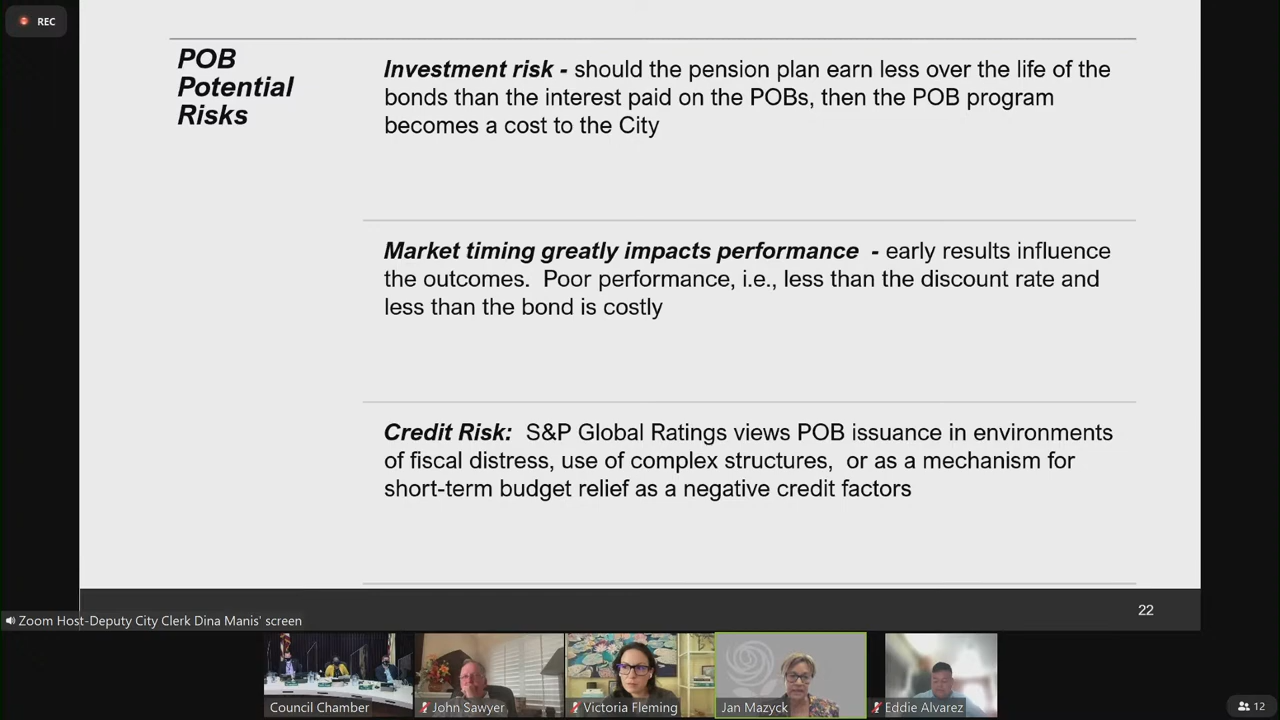 REC
POB
Potential
Risks
Investment risk - should the pension plan earn less over the life of the
bonds than the interest paid on the POBs, then the POB program
becomes a cost to the City
Market timing greatly impacts performance - early results influence
the outcomes. Poor performance, i.e., less than the discount rate and
less than the bond is costly
Credit Risk: S&P Global Ratings views POB issuance in environments
of fiscal distress, use of complex structures, or as a mechanism for
short-term budget relief as a negative credit factors
22
Zoom Host-Deputy City Clerk Dina Manis' screen
Council Chamber
John Sawyer
Victoria Fleming
Jan Mazyck
Eddie Alvarez
12